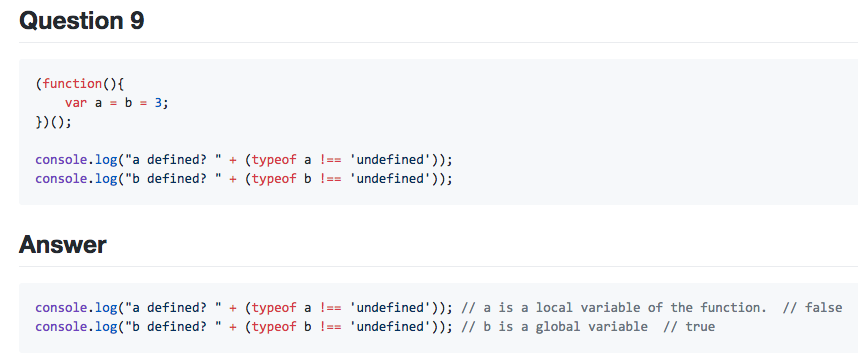 Question 9
(function(){
    var a = b = 3;
})();
console.log("a defined? " + (typeof a !== 'undefined'));
console.log("b defined? " + (typeof b !== 'undefined'));
Answer
console.log("a defined? " + (typeof a !== 'undefined')); // a is a local variable of the function.  // false
console.log("b defined? " + (typeof b !== 'undefined')); // b is a global variable  // true